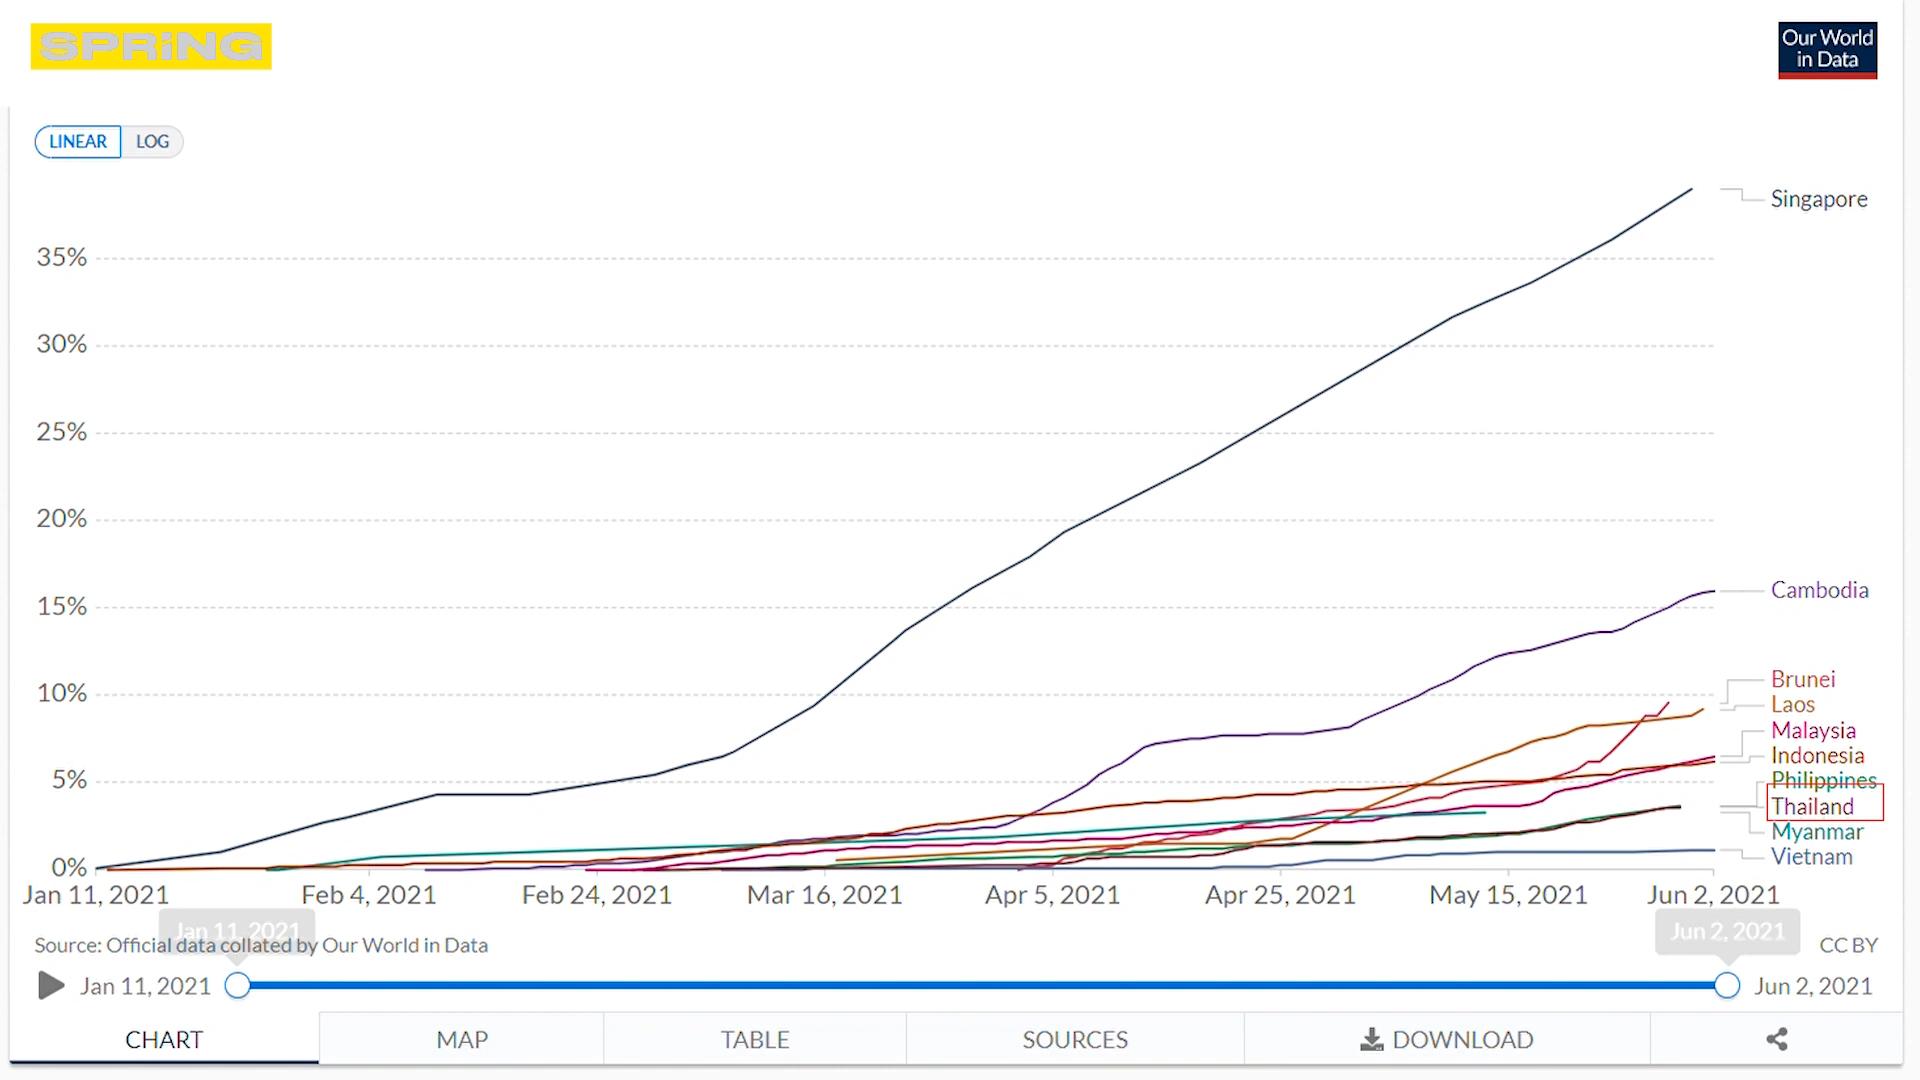 SPRiNG
Our World
in Data
LINEAR LOG
Singapore
35%
30%
25%
20%
15%
Cambodia
10%
Brunei
Laos
Malaysia
Indonesia
5%
Philippines
Thailand
Myanmar
Vietnam
0%
Jan 11, 2021 Feb 4, 2021 Feb 24, 2021 Mar 16, 2021 Apr 5, 2021 Apr 25, 2021 May 15, 2021 Jun 2, 2021
Jan 11, 2021 Jun 2, 2021
Source: Official data collated by Our World in Data CC BY
Jan 11, 2021 Jun 2, 2021
CHART MAP TABLE SOURCES DOWNLOAD